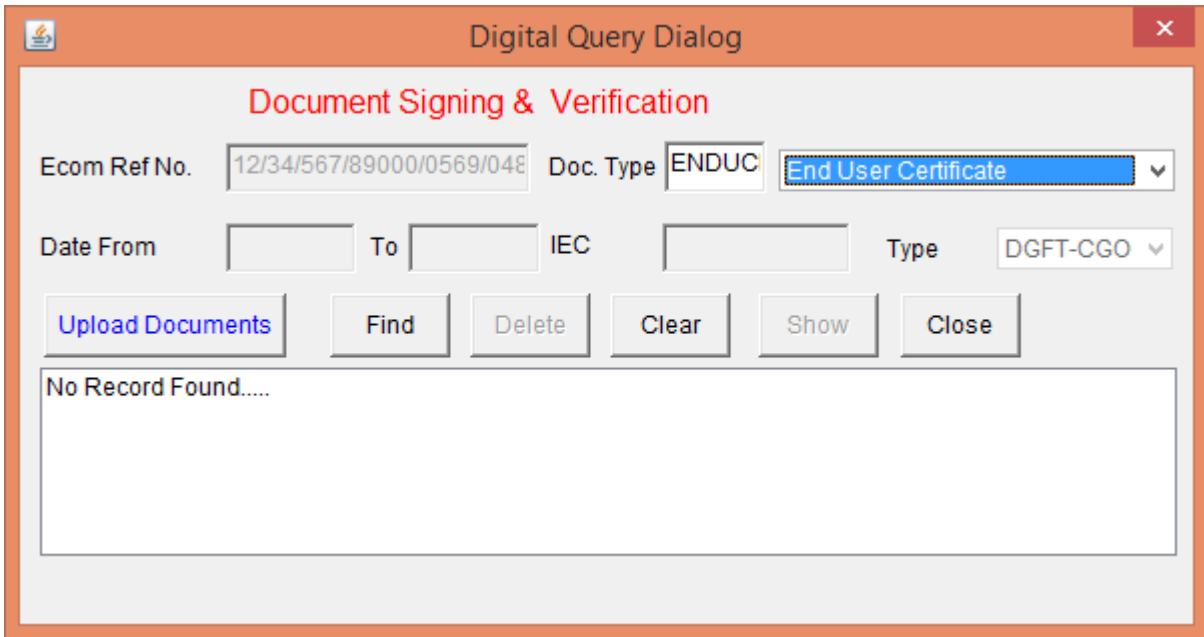 Digital Query Dialog
Document Signing & Verification
Ecom Ref No. 12/34/567/89000/0569/048 Doc. Type ENDUC End User Certificate
Date From To IEC Type DGFT-CGO
Upload Documents Find Delete Clear Show Close
No Record Found.....